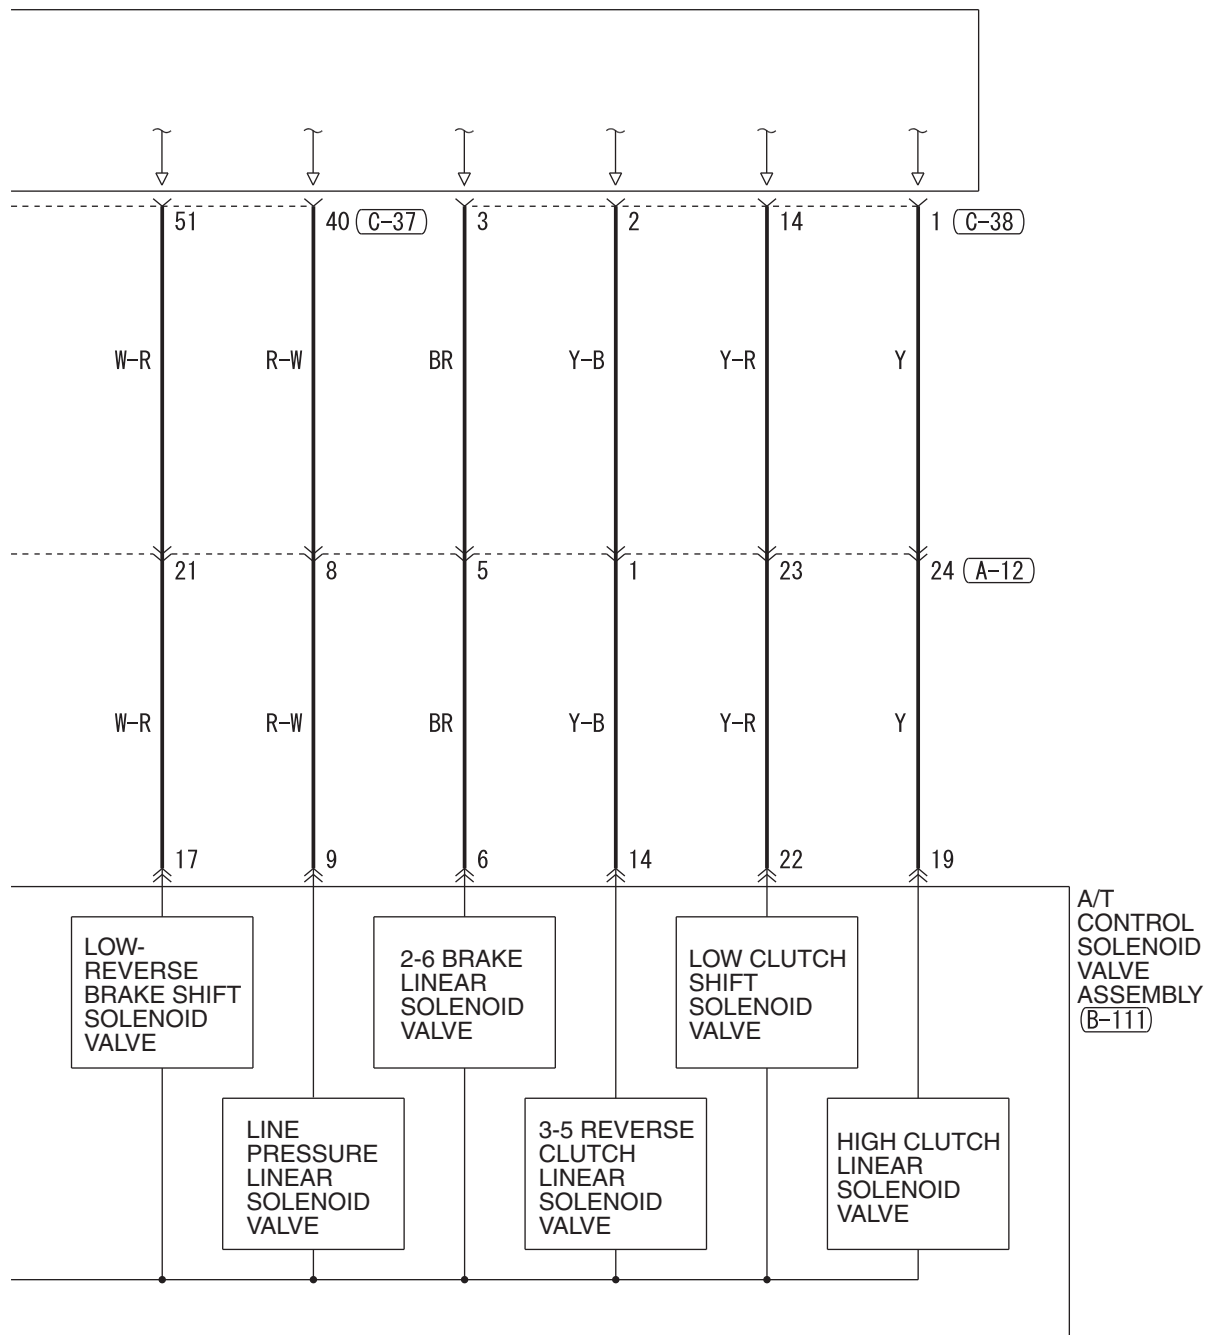 51 40 C-37 3 2 14 1 C-38
W-R R-W BR Y-B Y-R Y
21 8 5 1 23 24 A-12
W-R R-W BR Y-B Y-R Y
17 9 6 14 22 19
LOW-
REVERSE
BRAKE SHIFT
SOLENOID
VALVE
2-6 BRAKE
LINEAR
SOLENOID
VALVE
LOW CLUTCH
SHIFT
SOLENOID
VALVE
A/T
CONTROL
SOLENOID
VALVE
ASSEMBLY
B-111
LINE
PRESSURE
LINEAR
SOLENOID
VALVE
3-5 REVERSE
CLUTCH
LINEAR
SOLENOID
VALVE
HIGH CLUTCH
LINEAR
SOLENOID
VALVE